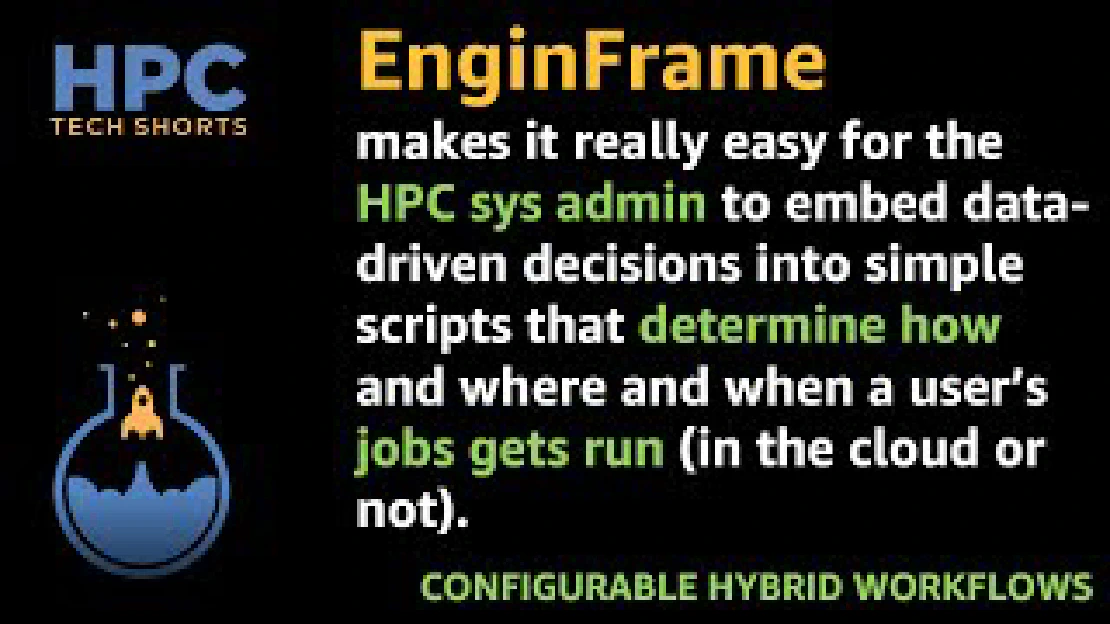 HPC
TECH SHORTS
EnginFrame
makes it really easy for the
HPC sys admin to embed data-
driven decisions into simple
scripts that determine how
and where and when a user's
jobs gets run (in the cloud or
not).
CONFIGURABLE HYBRID WORKFLOWS